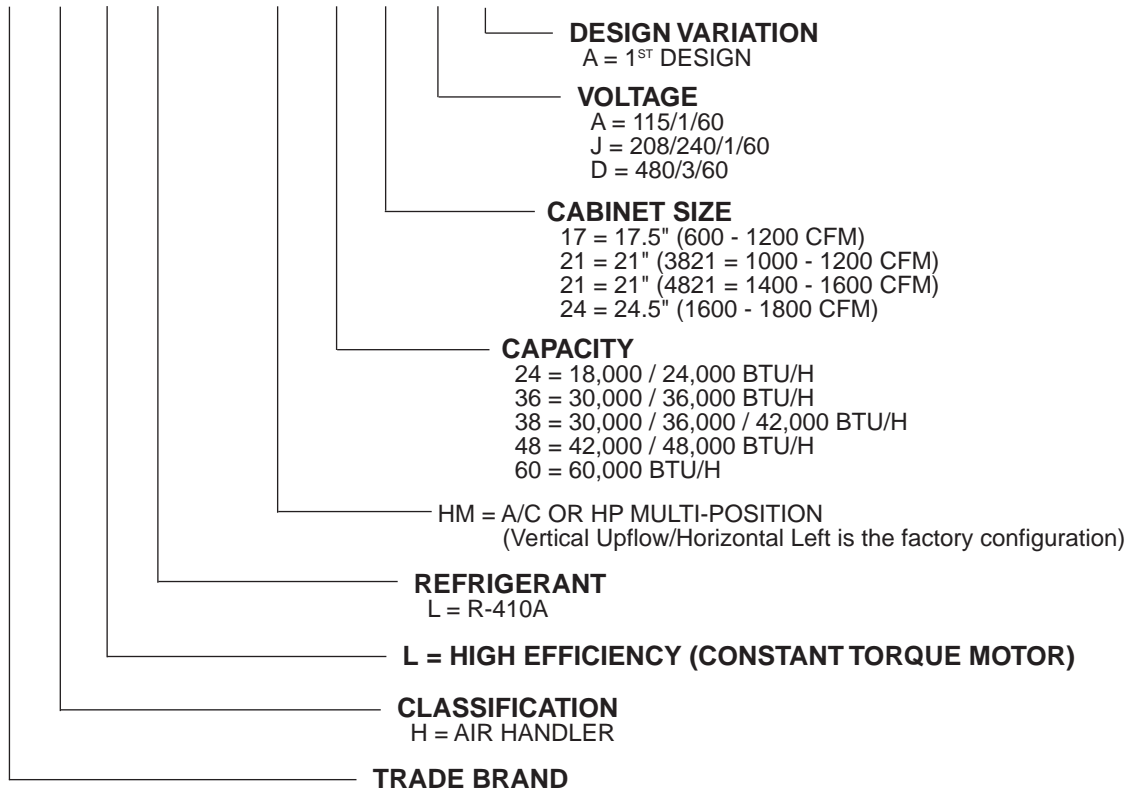 DESIGN VARIATION
A = 1ST DESIGN
VOLTAGE
A = 115/1/60
J = 208/240/1/60
D = 480/3/60
CABINET SIZE
17 = 17.5" (600 - 1200 CFM)
21 = 21" (3821 = 1000 - 1200 CFM)
21 = 21" (4821 = 1400 - 1600 CFM)
24 = 24.5" (1600 - 1800 CFM)
CAPACITY
24 = 18,000 / 24,000 BTU/H
36 = 30,000 / 36,000 BTU/H
38 = 30,000 / 36,000 / 42,000 BTU/H
48 = 42,000 / 48,000 BTU/H
60 = 60,000 BTU/H
HM = A/C OR HP MULTI-POSITION
(Vertical Upflow/Horizontal Left is the factory configuration)
REFRIGERANT
L = R-410A
L = HIGH EFFICIENCY (CONSTANT TORQUE MOTOR)
CLASSIFICATION
H = AIR HANDLER
TRADE BRAND